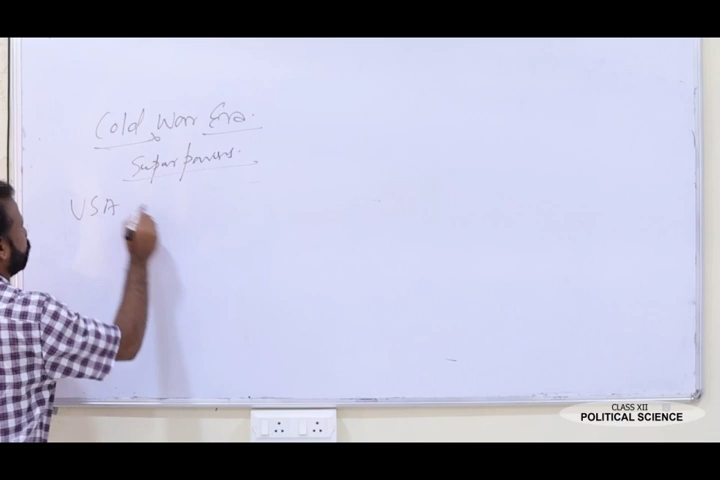 Cold War Era.
Super powers.
USA
CLASS XII
POLITICAL SCIENCE